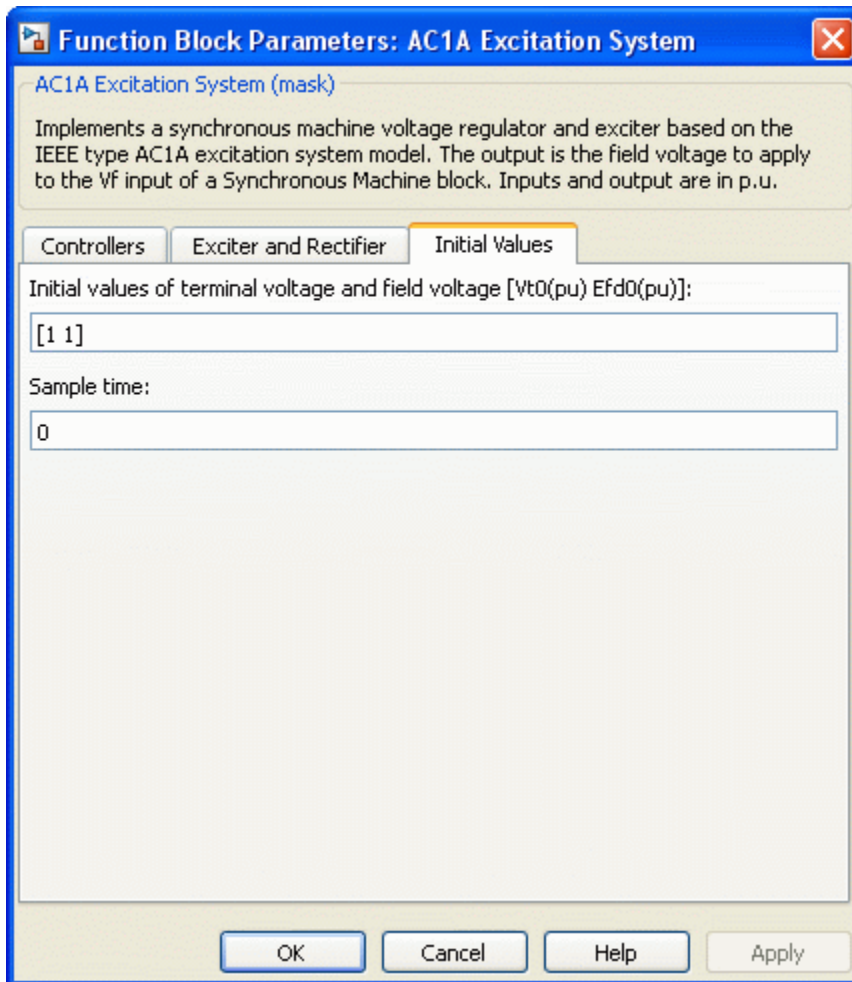 Function Block Parameters: AC1A Excitation System
AC1A Excitation System (mask)
Implements a synchronous machine voltage regulator and exciter based on the
IEEE type AC1A excitation system model. The output is the field voltage to apply
to the Vf input of a Synchronous Machine block. Inputs and output are in p.u.
Controllers Exciter and Rectifier Initial Values
Initial values of terminal voltage and field voltage [Vt0(pu) Efd0(pu)]:
[1 1]
Sample time:
0
OK Cancel Help Apply